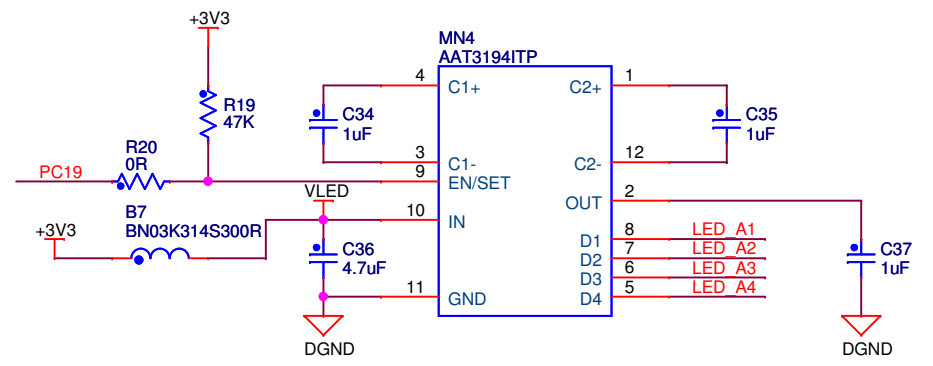 +3V3
MN4
AAT3194ITP
4
C1+
C2+
1
R19
47K
C34
1uF
C35
1uF
R20
0R
3
C1-
C2-
12
PC19
9
EN/SET
VLED
OUT
2
B7
BN03K314S300R
10
IN
+3V3
D1
8
LED_A1
D2
7
LED_A2
C36
4.7uF
D3
6
LED_A3
C37
1uF
11
GND
D4
5
LED_A4
DGND
DGND